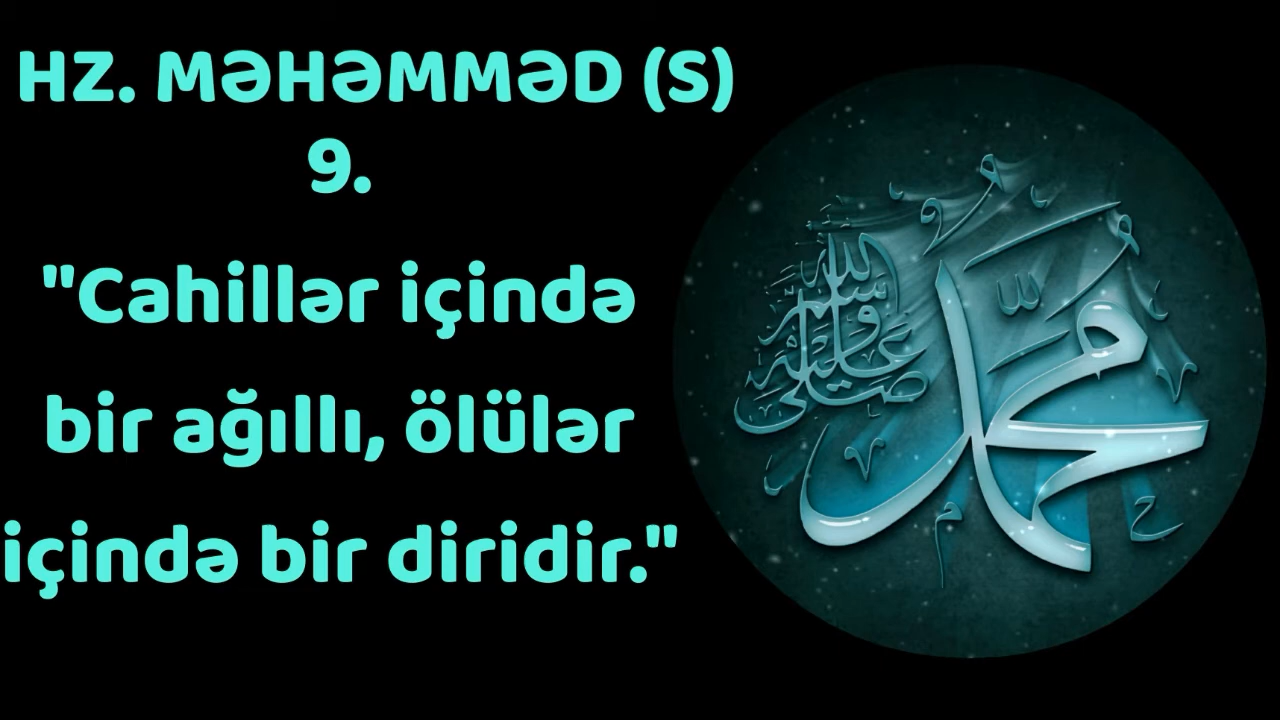 HZ. MƏHƏMMƏD (S)
9.
"Cahillər içində
bir ağıllı, ölülər
içində bir diridir."
محمد
صلى الله عليه وسلم